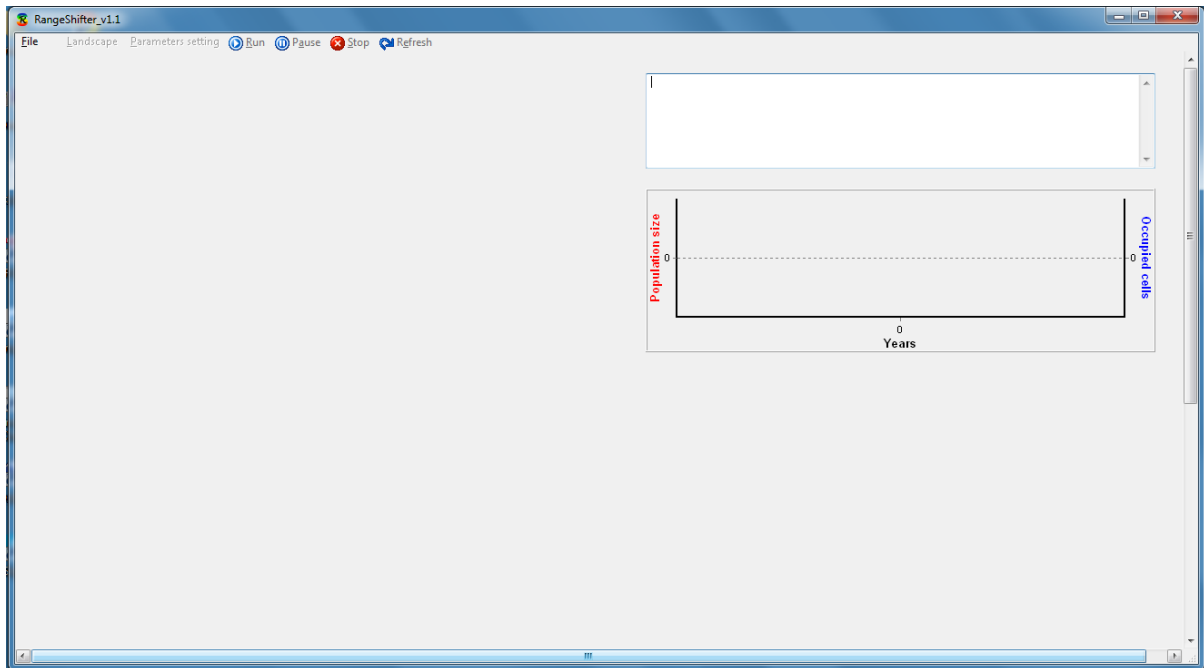 RangeShifter_v1.1
File Landscape Parameters setting Run Pause Stop Refresh
Population size
Occupied cells
0
0
0
Years